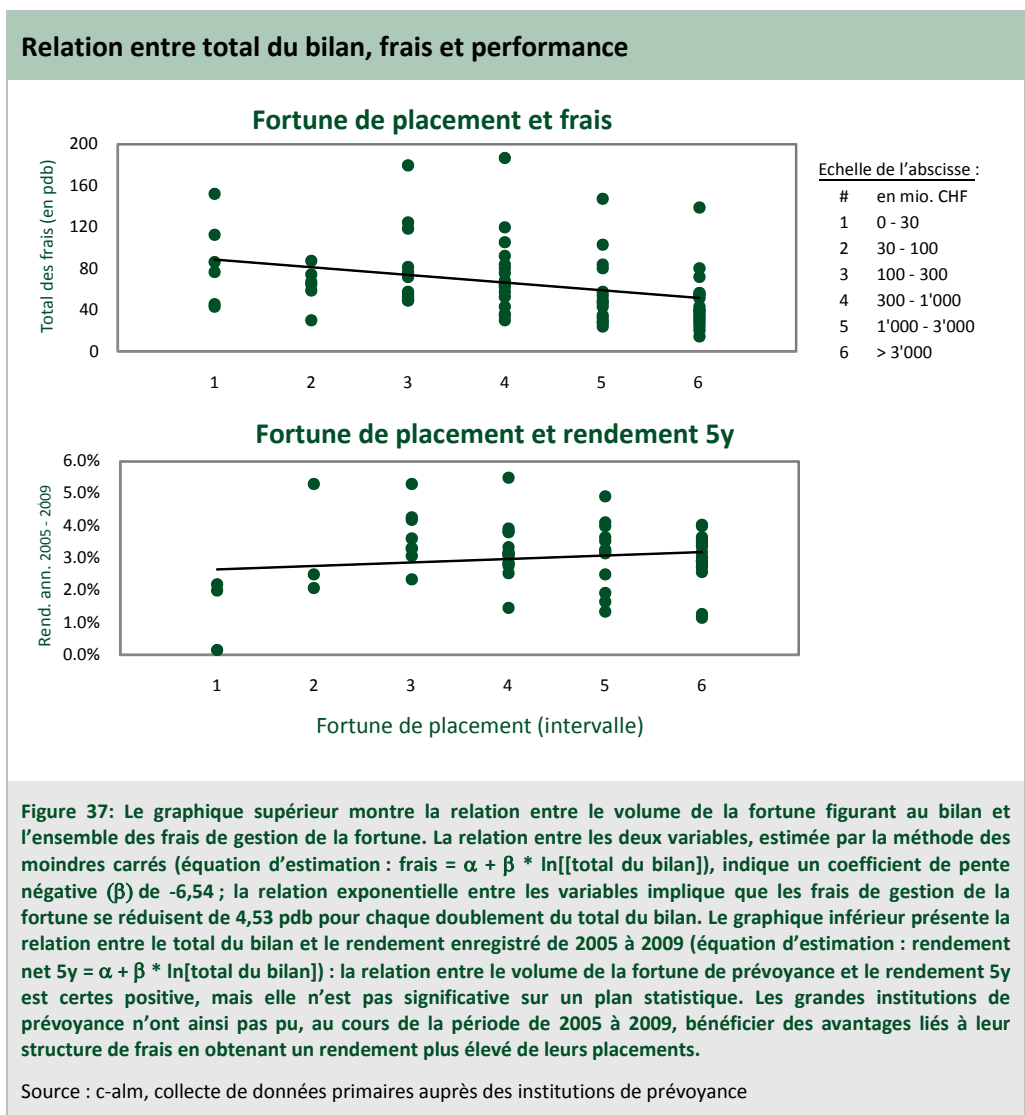 Relation entre total du bilan, frais et performance
Fortune de placement et frais
Total des frais (en pdb)
200
160
120
80
40
0
1 2 3 4 5 6
Echelle de l'abscisse :
# en mio. CHF
1 0 - 30
2 30 - 100
3 100 - 300
4 300 - 1'000
5 1'000 - 3'000
6 > 3'000
Fortune de placement et rendement 5y
Rend. ann. 2005 - 2009
6.0%
5.0%
4.0%
3.0%
2.0%
1.0%
0.0%
1 2 3 4 5 6
Fortune de placement (intervalle)
Figure 37: Le graphique supérieur montre la relation entre le volume de la fortune figurant au bilan et
l'ensemble des frais de gestion de la fortune. La relation entre les deux variables, estimée par la méthode des
moindres carrés (équation d'estimation : frais = α + β * ln[[total du bilan]), indique un coefficient de pente
négative (β) de -6,54 ; la relation exponentielle entre les variables implique que les frais de gestion de la
fortune se réduisent de 4,53 pdb pour chaque doublement du total du bilan. Le graphique inférieur présente la
relation entre le total du bilan et le rendement enregistré de 2005 à 2009 (équation d'estimation : rendement
net 5y = α + β * ln[total du bilan]) : la relation entre le volume de la fortune de prévoyance et le rendement 5y
est certes positive, mais elle n'est pas significative sur un plan statistique. Les grandes institutions de
prévoyance n'ont ainsi pas pu, au cours de la période de 2005 à 2009, bénéficier des avantages liés à leur
structure de frais en obtenant un rendement plus élevé de leurs placements.
Source : c-alm, collecte de données primaires auprès des institutions de prévoyance